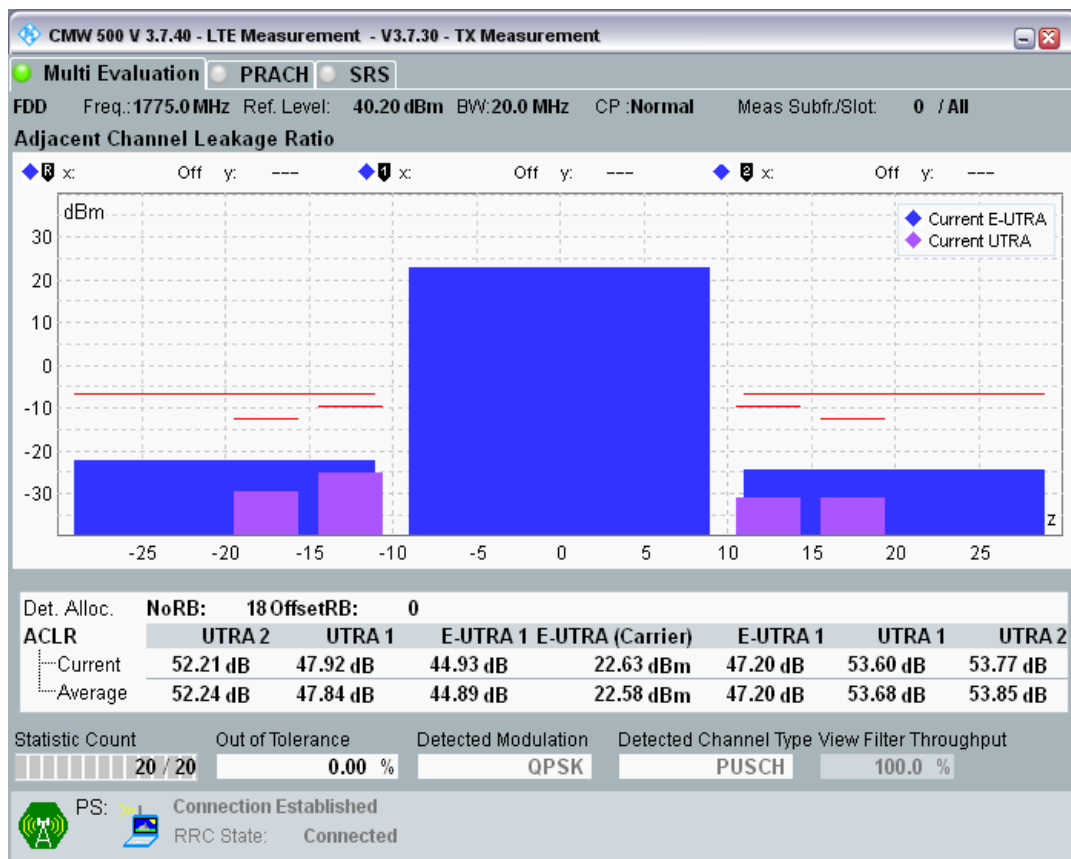 CMW 500 V 3.7.40 - LTE Measurement - V3.7.30 - TX Measurement
Multi Evaluation PRACH SRS
FDD Freq.:1775.0 MHz Ref. Level: 40.20 dBm BW:20.0 MHz CP :Normal Meas Subfr./Slot: 0 / All
Adjacent Channel Leakage Ratio
R x: Off y: --- 1 x: Off y: --- 2 x: Off y: ---
dBm
Current E-UTRA
Current UTRA
30
20
10
0
-10
-20
-30
z
-25 -20 -15 -10 -5 0 5 10 15 20 25
Det. Alloc. NoRB: 18 OffsetRB: 0
ACLR UTRA 2 UTRA 1 E-UTRA 1 E-UTRA (Carrier) E-UTRA 1 UTRA 1 UTRA 2
Current 52.21 dB 47.92 dB 44.93 dB 22.63 dBm 47.20 dB 53.60 dB 53.77 dB
Average 52.24 dB 47.84 dB 44.89 dB 22.58 dBm 47.20 dB 53.68 dB 53.85 dB
Statistic Count Out of Tolerance Detected Modulation Detected Channel Type View Filter Throughput
20 / 20 0.00 % QPSK PUSCH 100.0 %
PS: Connection Established
RRC State: Connected